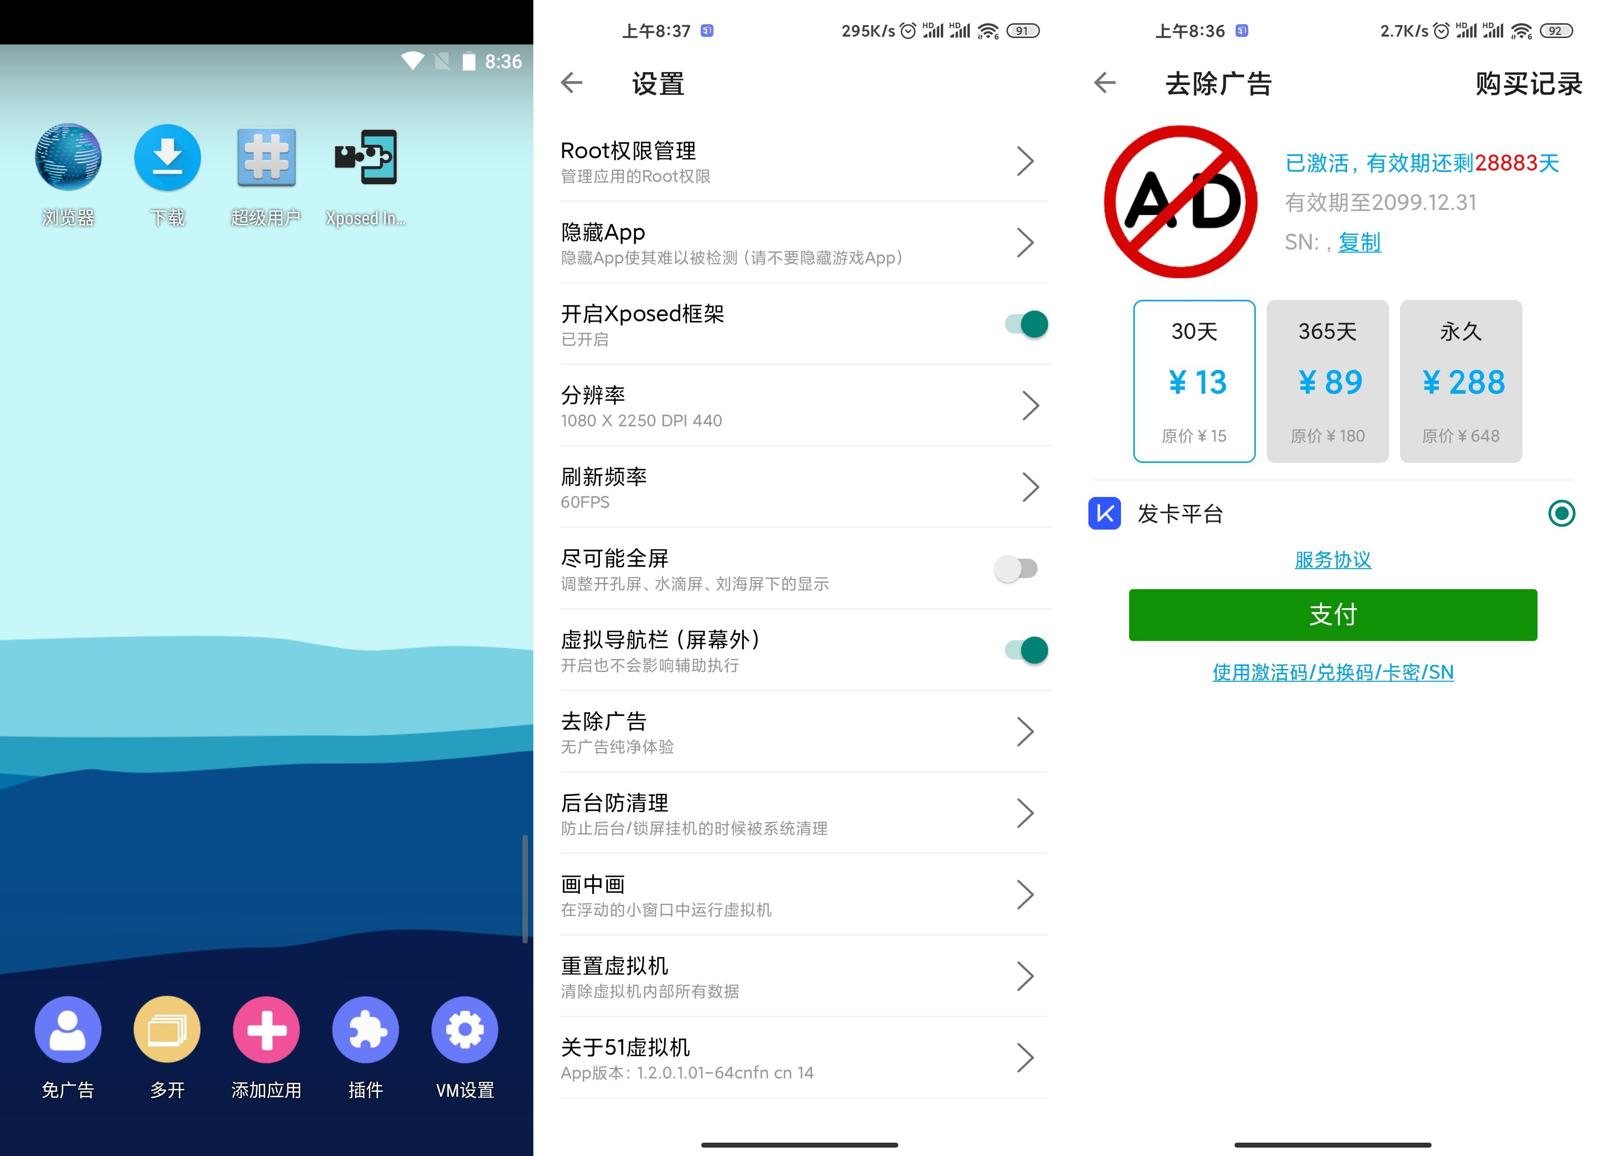 8:36
浏览器
下载
超级用户
Xposed In...
免广告
多开
添加应用
插件
VM设置
上午8:37
295K/s
HD
HD
6
91
设置
Root权限管理
管理应用的Root权限
隐藏App
隐藏App使其难以被检测（请不要隐藏游戏App）
开启Xposed框架
已开启
分辨率
1080 X 2250 DPI 440
刷新频率
60FPS
尽可能全屏
调整开孔屏、水滴屏、刘海屏下的显示
虚拟导航栏（屏幕外）
开启也不会影响辅助执行
去除广告
无广告纯净体验
后台防清理
防止后台/锁屏挂机的时候被系统清理
画中画
在浮动的小窗口中运行虚拟机
重置虚拟机
清除虚拟机内部所有数据
关于51虚拟机
App版本：1.2.0.1.01-64cnfn cn 14
上午8:36
2.7K/s
HD
HD
6
92
去除广告
购买记录
AD
已激活，有效期还剩28883天
有效期至2099.12.31
SN: , 复制
30天
¥ 13
原价 ¥ 15
365天
¥ 89
原价 ¥ 180
永久
¥ 288
原价 ¥ 648
发卡平台
服务协议
支付
使用激活码/兑换码/卡密/SN